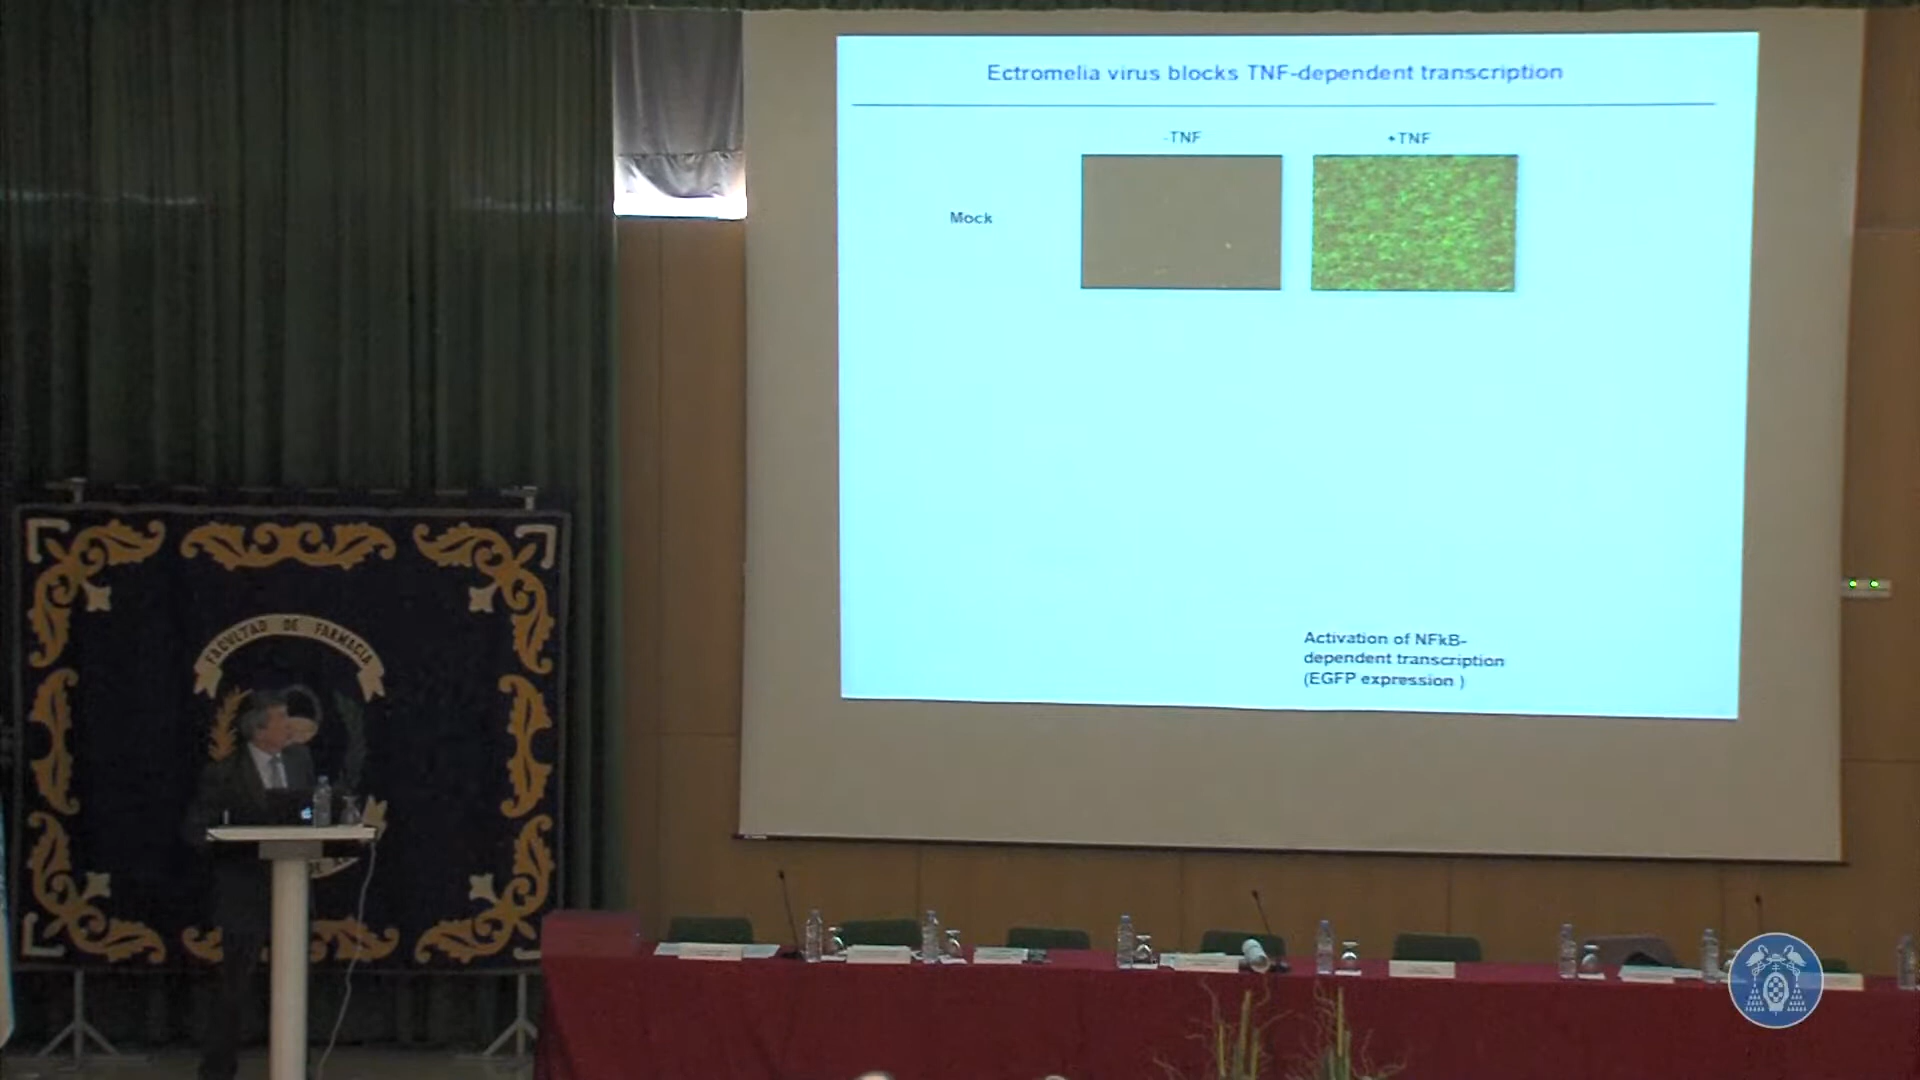 Ectromelia virus blocks TNF-dependent transcription
-TNF
+TNF
Mock
Activation of NFkB-
dependent transcription
(EGFP expression )
FACULTAD DE FARMACIA